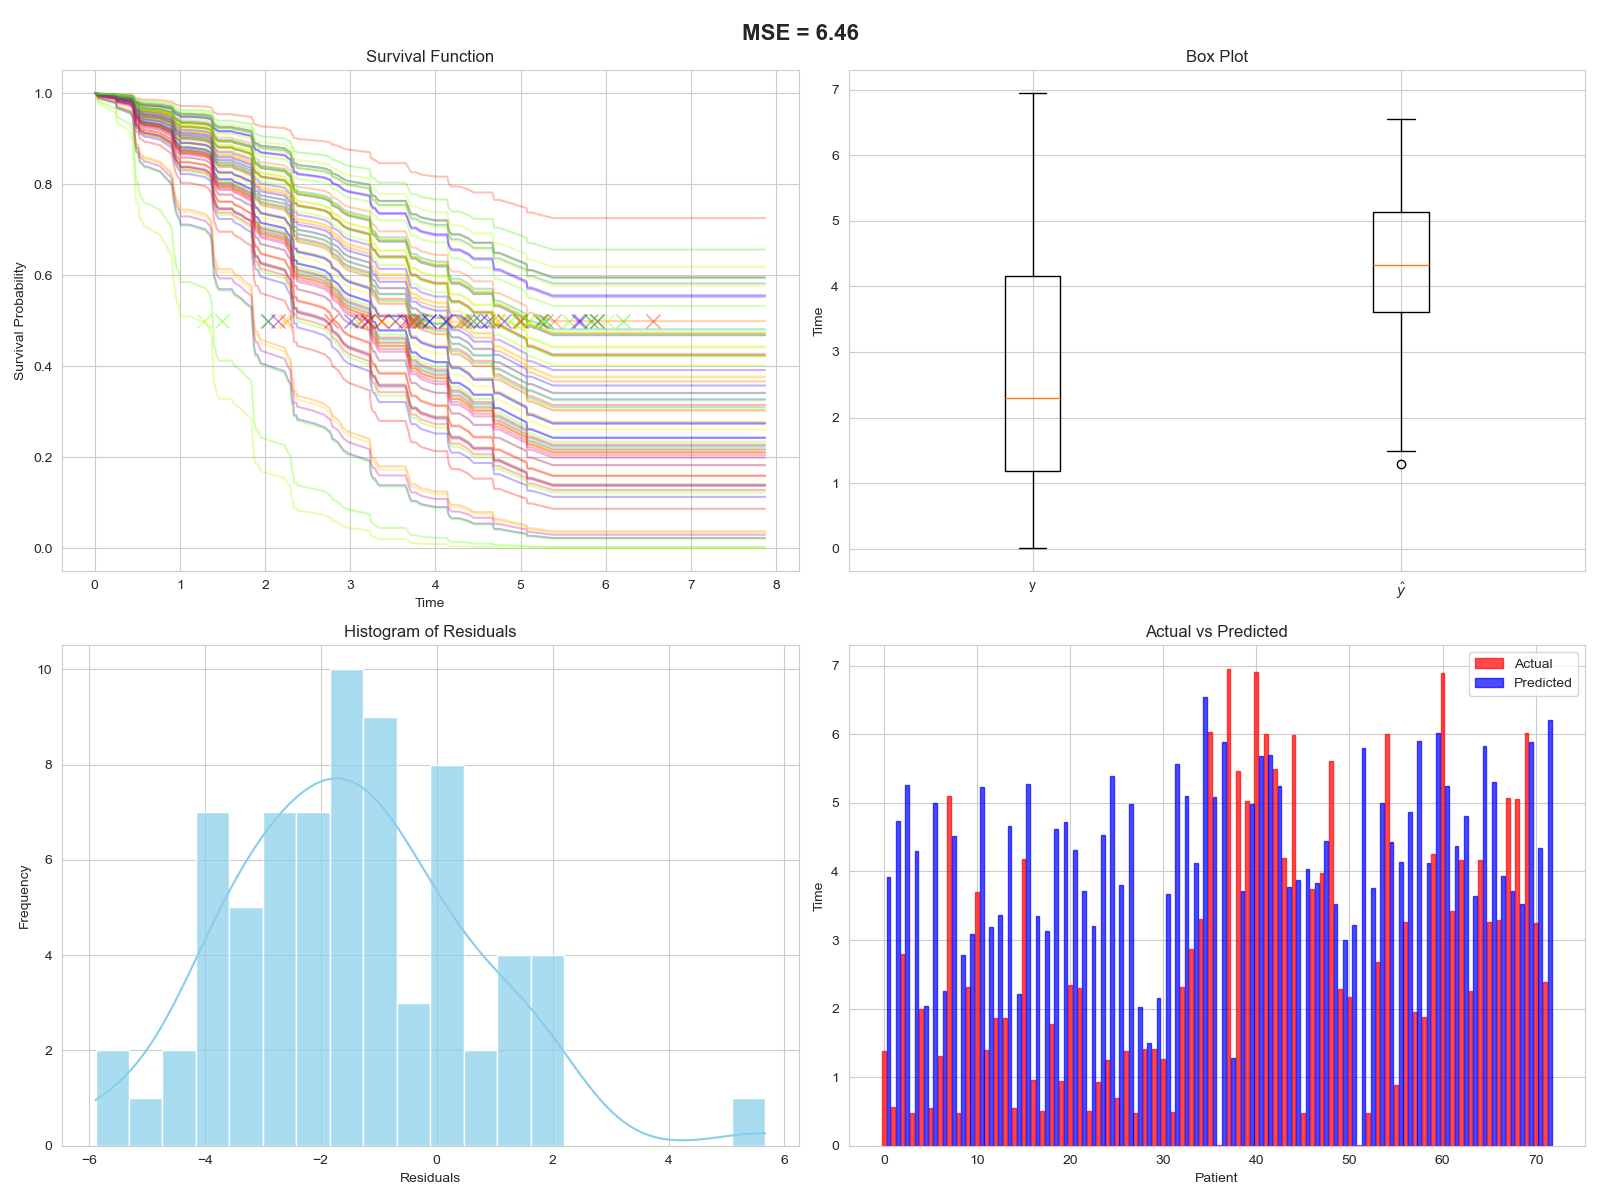 MSE = 6.46
Survival Function
Survival Probability
1.0
0.8
0.6
0.4
0.2
0.0
0 1 2 3 4 5 6 7 8
Time
Box Plot
Time
7
6
5
4
3
2
1
0
y ŷ
Histogram of Residuals
Frequency
10
8
6
4
2
0
−6 −4 −2 0 2 4 6
Residuals
Actual vs Predicted
Actual
Predicted
Time
7
6
5
4
3
2
1
0
0 10 20 30 40 50 60 70
Patient